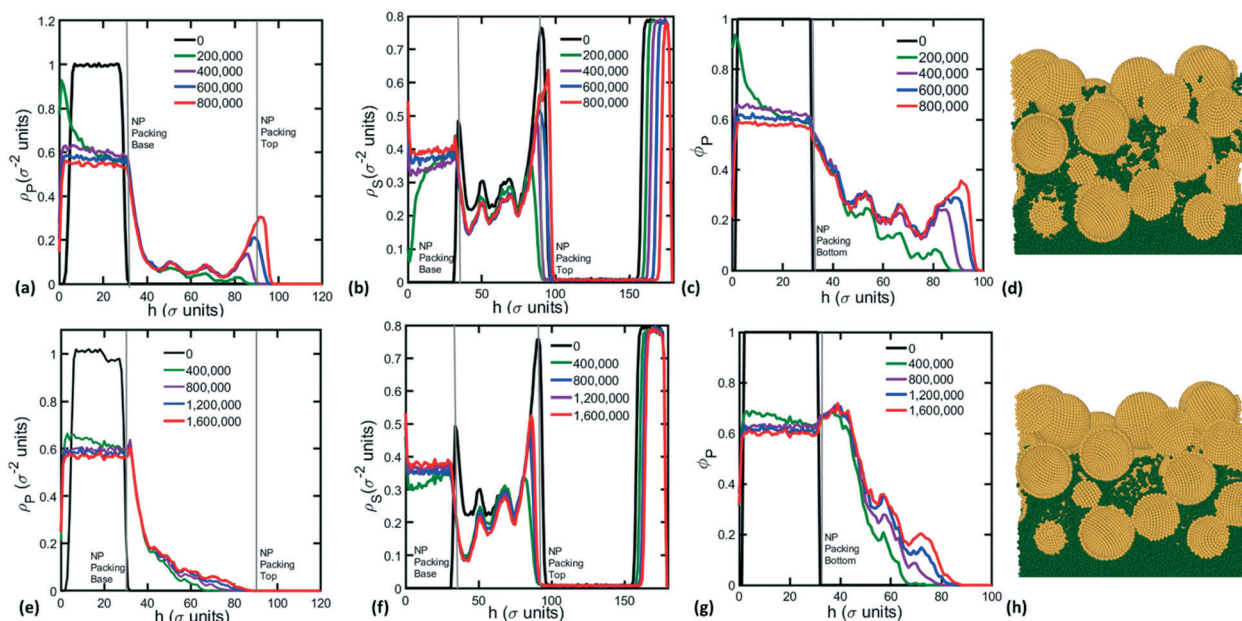 1.4
1.2
1
0.8
0.6
0.4
0.2
0
ρP(σ⁻² units)
0
200,000
400,000
600,000
800,000
NP
Packing
Base
NP
Packing
Top
0 20 40 60 80 100 120
h (σ units)
(a)
0.8
0.7
0.6
0.5
0.4
0.3
0.2
0.1
0
ρS(σ⁻² units)
0
200,000
400,000
600,000
800,000
NP
Packing
Base
NP
Packing
Top
0 50 100 150
h (σ units)
(b)
1
0.8
0.6
0.4
0.2
0
ϕP
0
200,000
400,000
600,000
800,000
NP
Packing
Bottom
0 20 40 60 80 100
h (σ units)
(c)
(d)
1.2
1
0.8
0.6
0.4
0.2
0
ρP(σ⁻² units)
0
400,000
800,000
1,200,000
1,600,000
NP
Packing
Base
NP
Packing
Top
0 20 40 60 80 100 120
h (σ units)
(e)
0.8
0.7
0.6
0.5
0.4
0.3
0.2
0.1
0
ρS(σ⁻² units)
0
400,000
800,000
1,200,000
1,600,000
NP
Packing
Base
NP
Packing
Top
0 50 100 150
h (σ units)
(f)
1
0.8
0.6
0.4
0.2
0
ϕP
0
400,000
800,000
1,200,000
1,600,000
NP
Packing
Bottom
0 20 40 60 80 100
h (σ units)
(g)
(h)